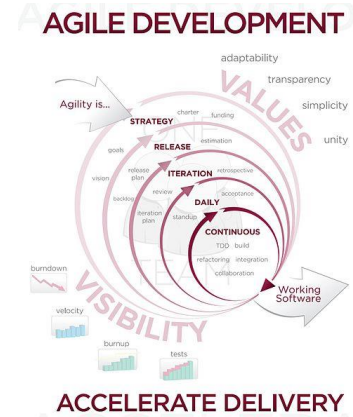 AGILE DEVELOPMENT
adaptability
transparency
simplicity
unity
VALUES
Agility is...
STRATEGY
charter
funding
goals
vision
RELEASE
estimation
release
plan
backlog
ITERATION
retrospective
review
acceptance
iteration
plan
DAILY
standup
CONTINUOUS
TDD build
refactoring integration
collaboration
ONE
TEAM
Working
Software
VISIBILITY
burndown
velocity
burnup
tests
ACCELERATE DELIVERY